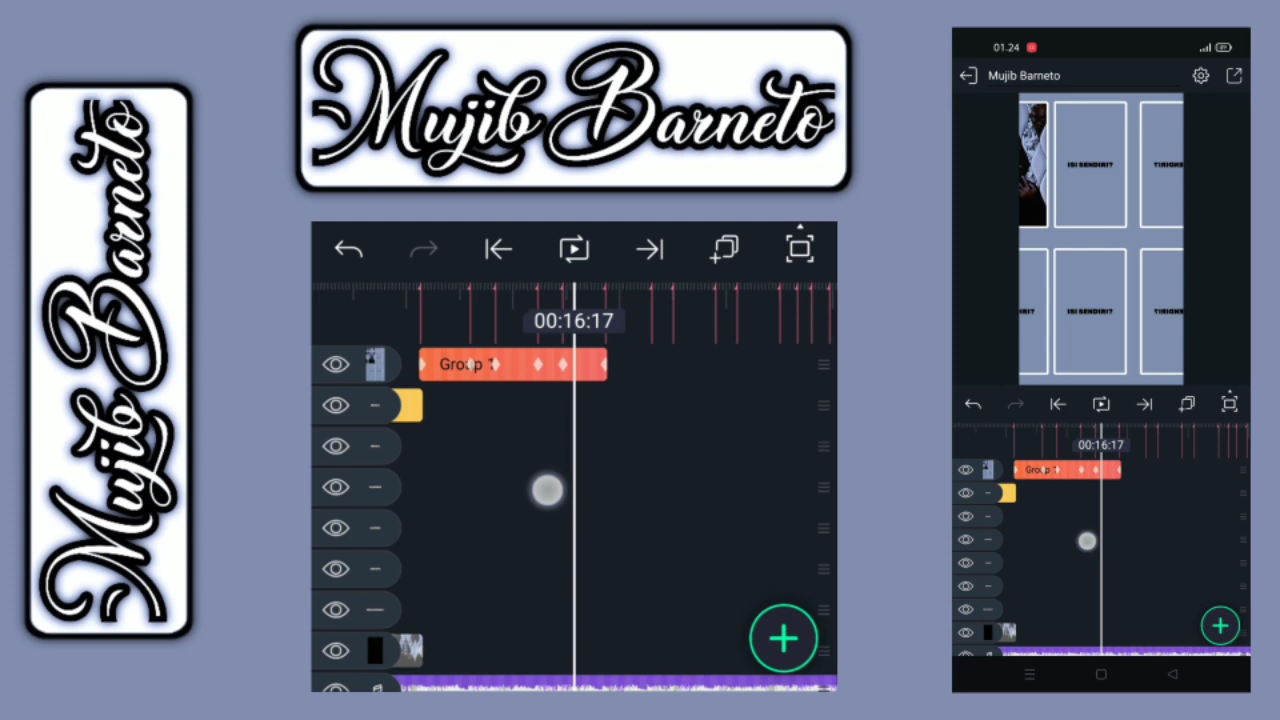 Mujib Barneto
Mujib Barneto
00:16:17
Group 1
01.24
Mujib Barneto
ISI SENDIRI?
ISI SENDIRI?
00:16:17
Group 1